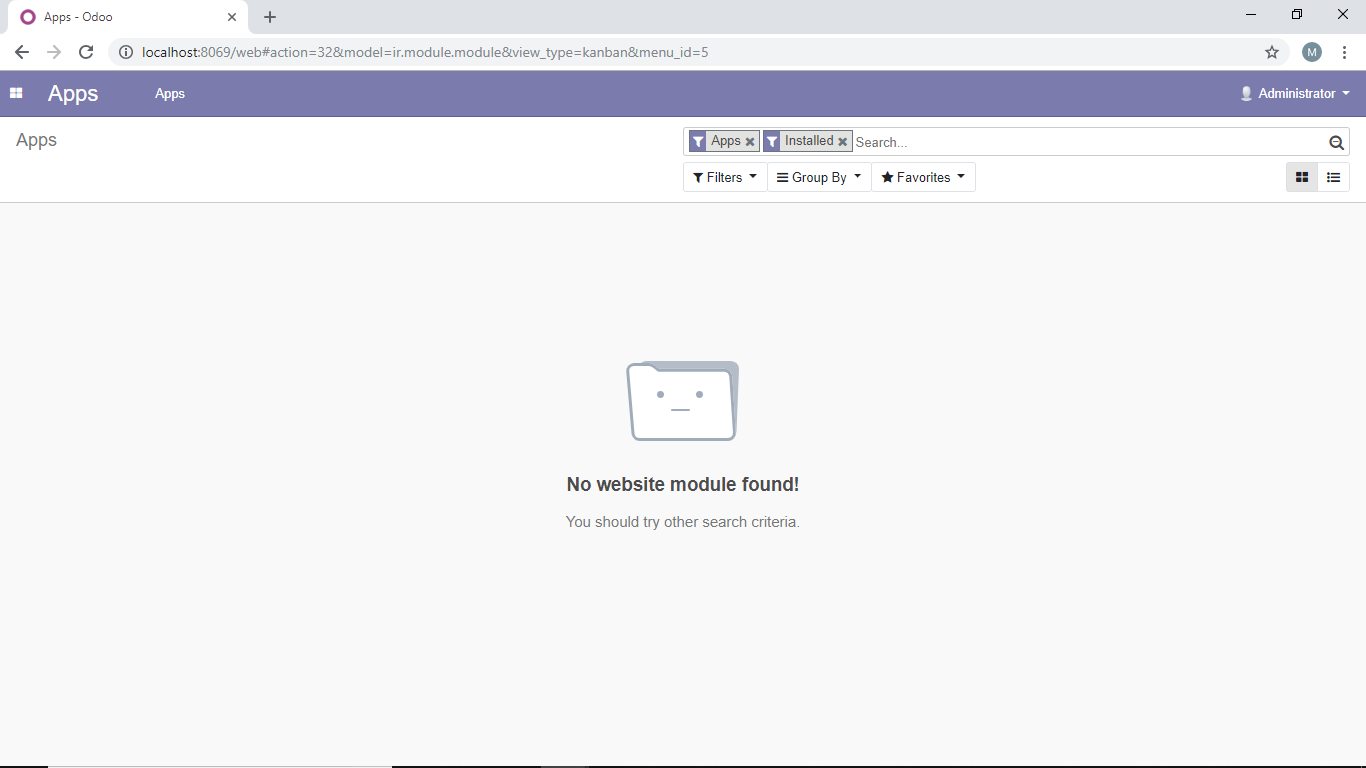 Apps - Odoo
localhost:8069/web#action=32&model=ir.module.module&view_type=kanban&menu_id=5
M
Apps
Apps
Administrator
Apps
Apps
Installed
Search...
Filters
Group By
Favorites
No website module found!
You should try other search criteria.